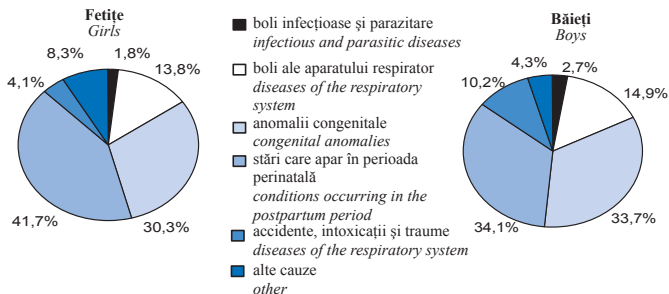 Fetițe
Girls
8,3%
1,8%
13,8%
4,1%
41,7%
30,3%
boli infecțioase și parazitare
infectious and parasitic diseases
boli ale aparatului respirator
diseases of the respiratory
system
anomalii congenitale
congenital anomalies
stări care apar în perioada
perinatală
conditions occurring in the
postpartum period
accidente, intoxicații și traume
diseases of the respiratory system
alte cauze
other
Băieți
Boys
4,3%
2,7%
10,2%
14,9%
34,1%
33,7%